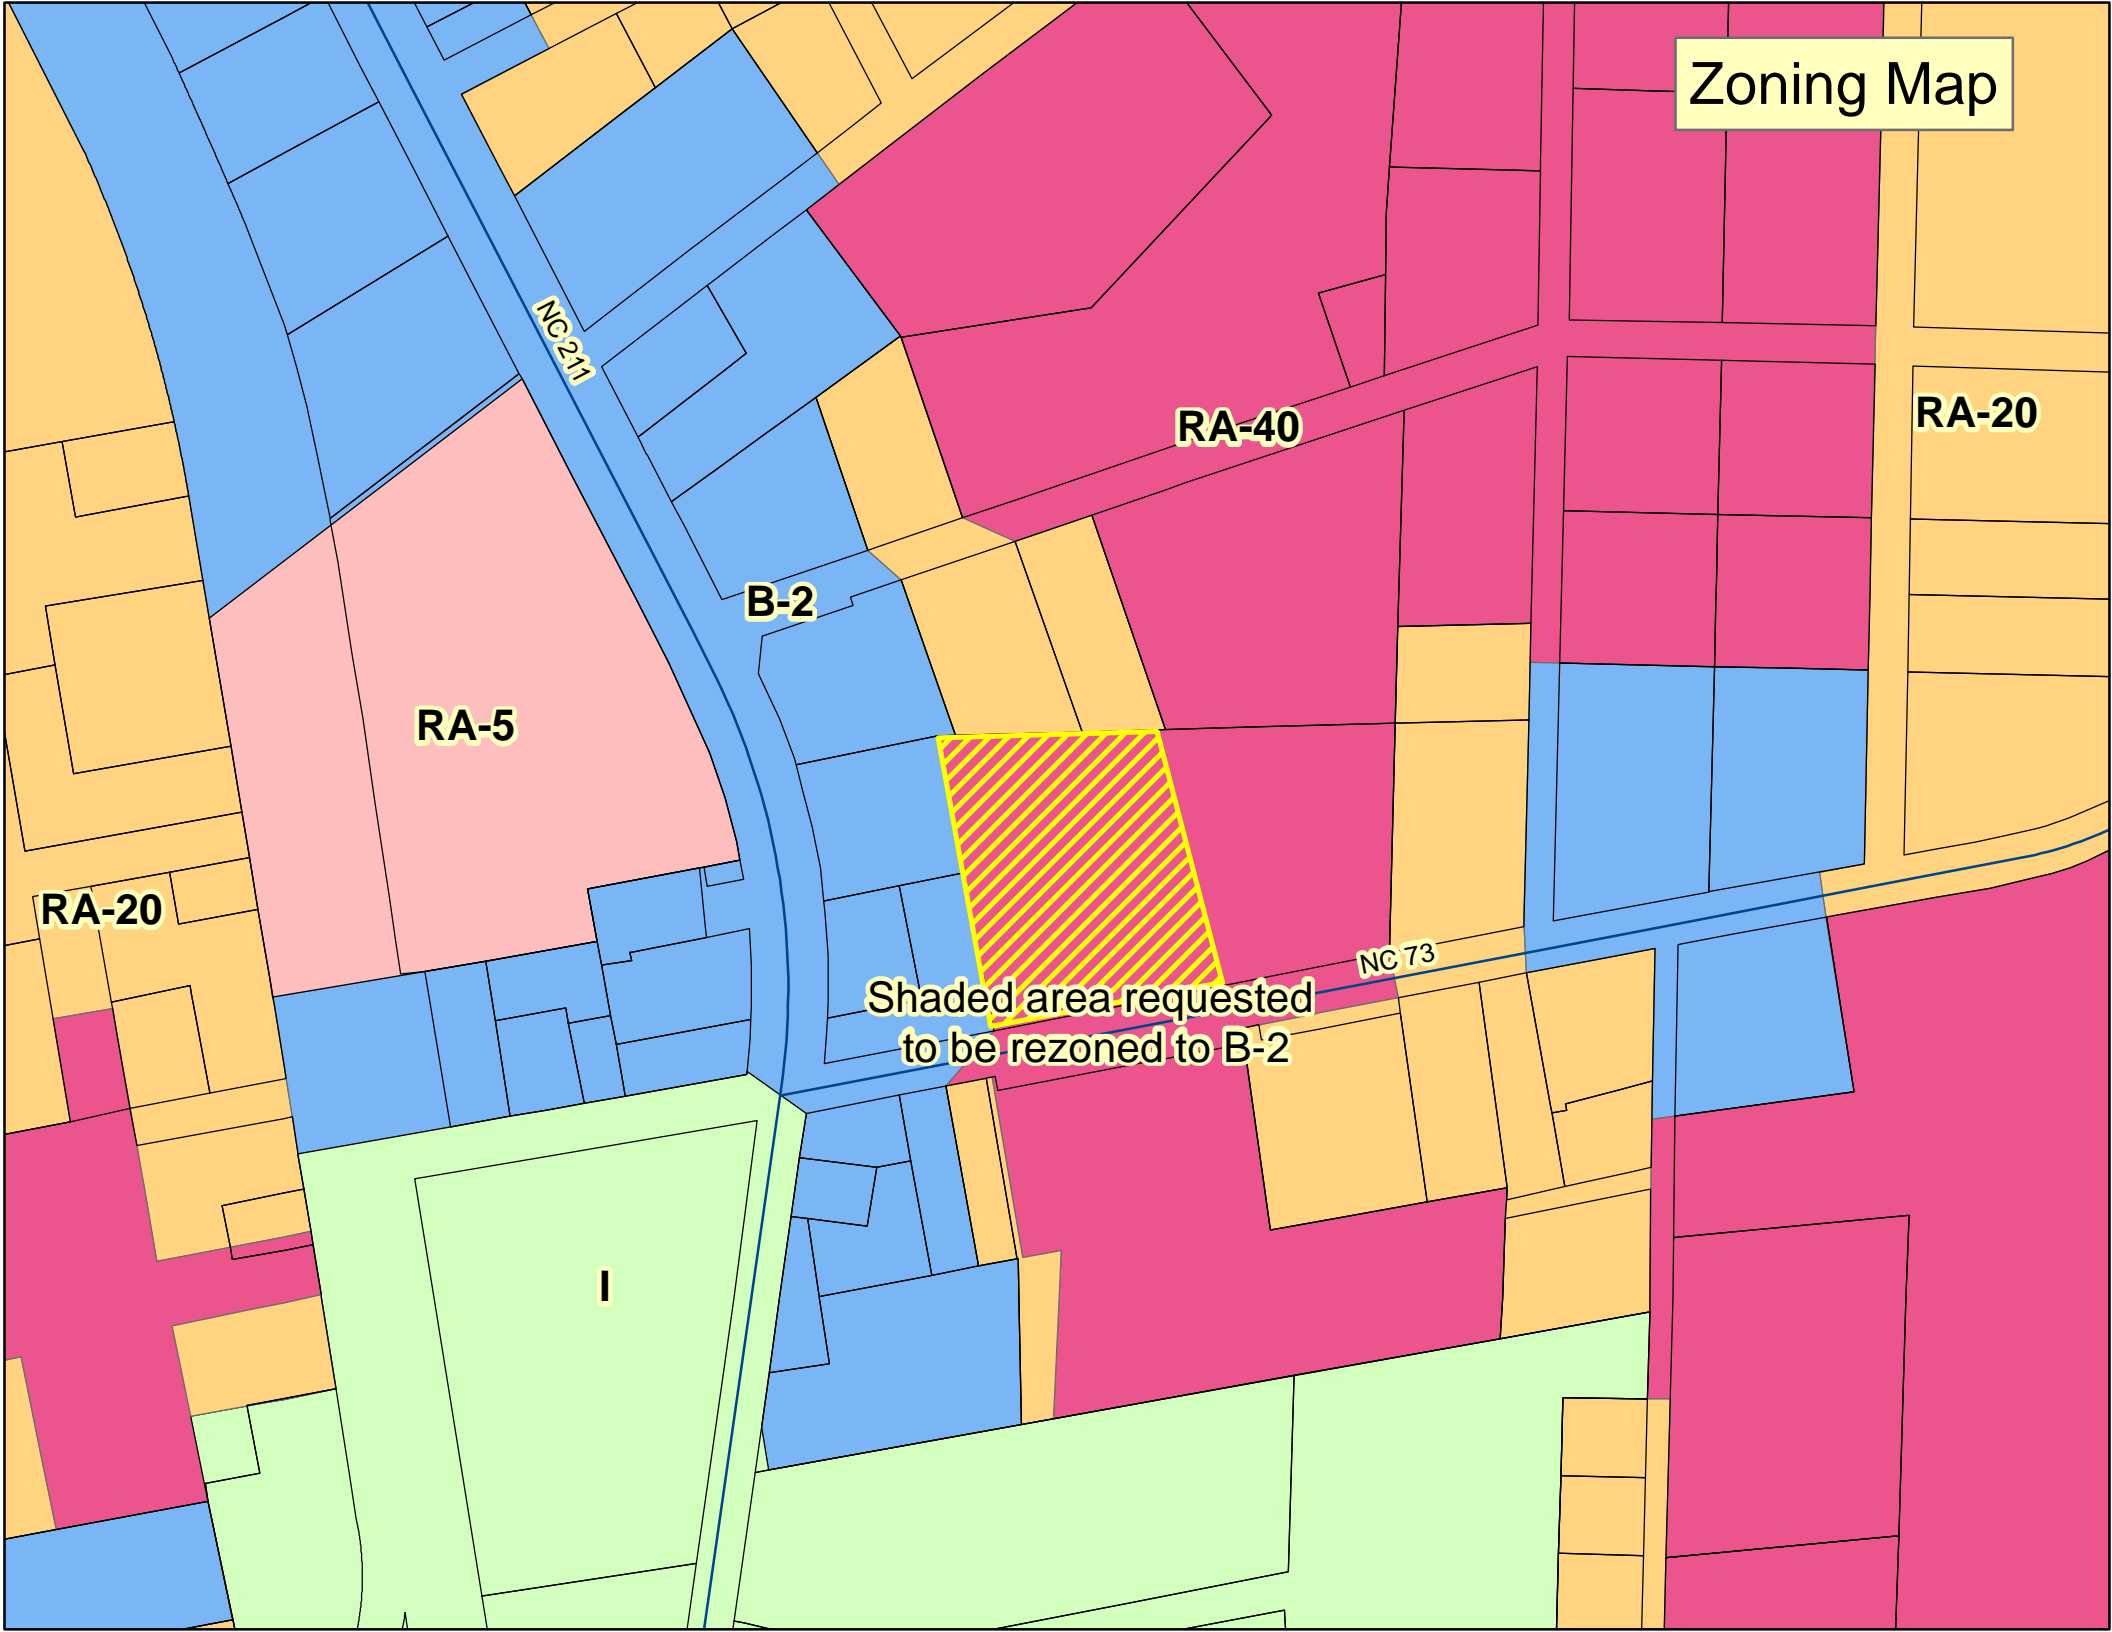 Zoning Map
NC 211
RA-40
RA-20
B-2
RA-5
RA-20
NC 73
Shaded area requested
to be rezoned to B-2
I